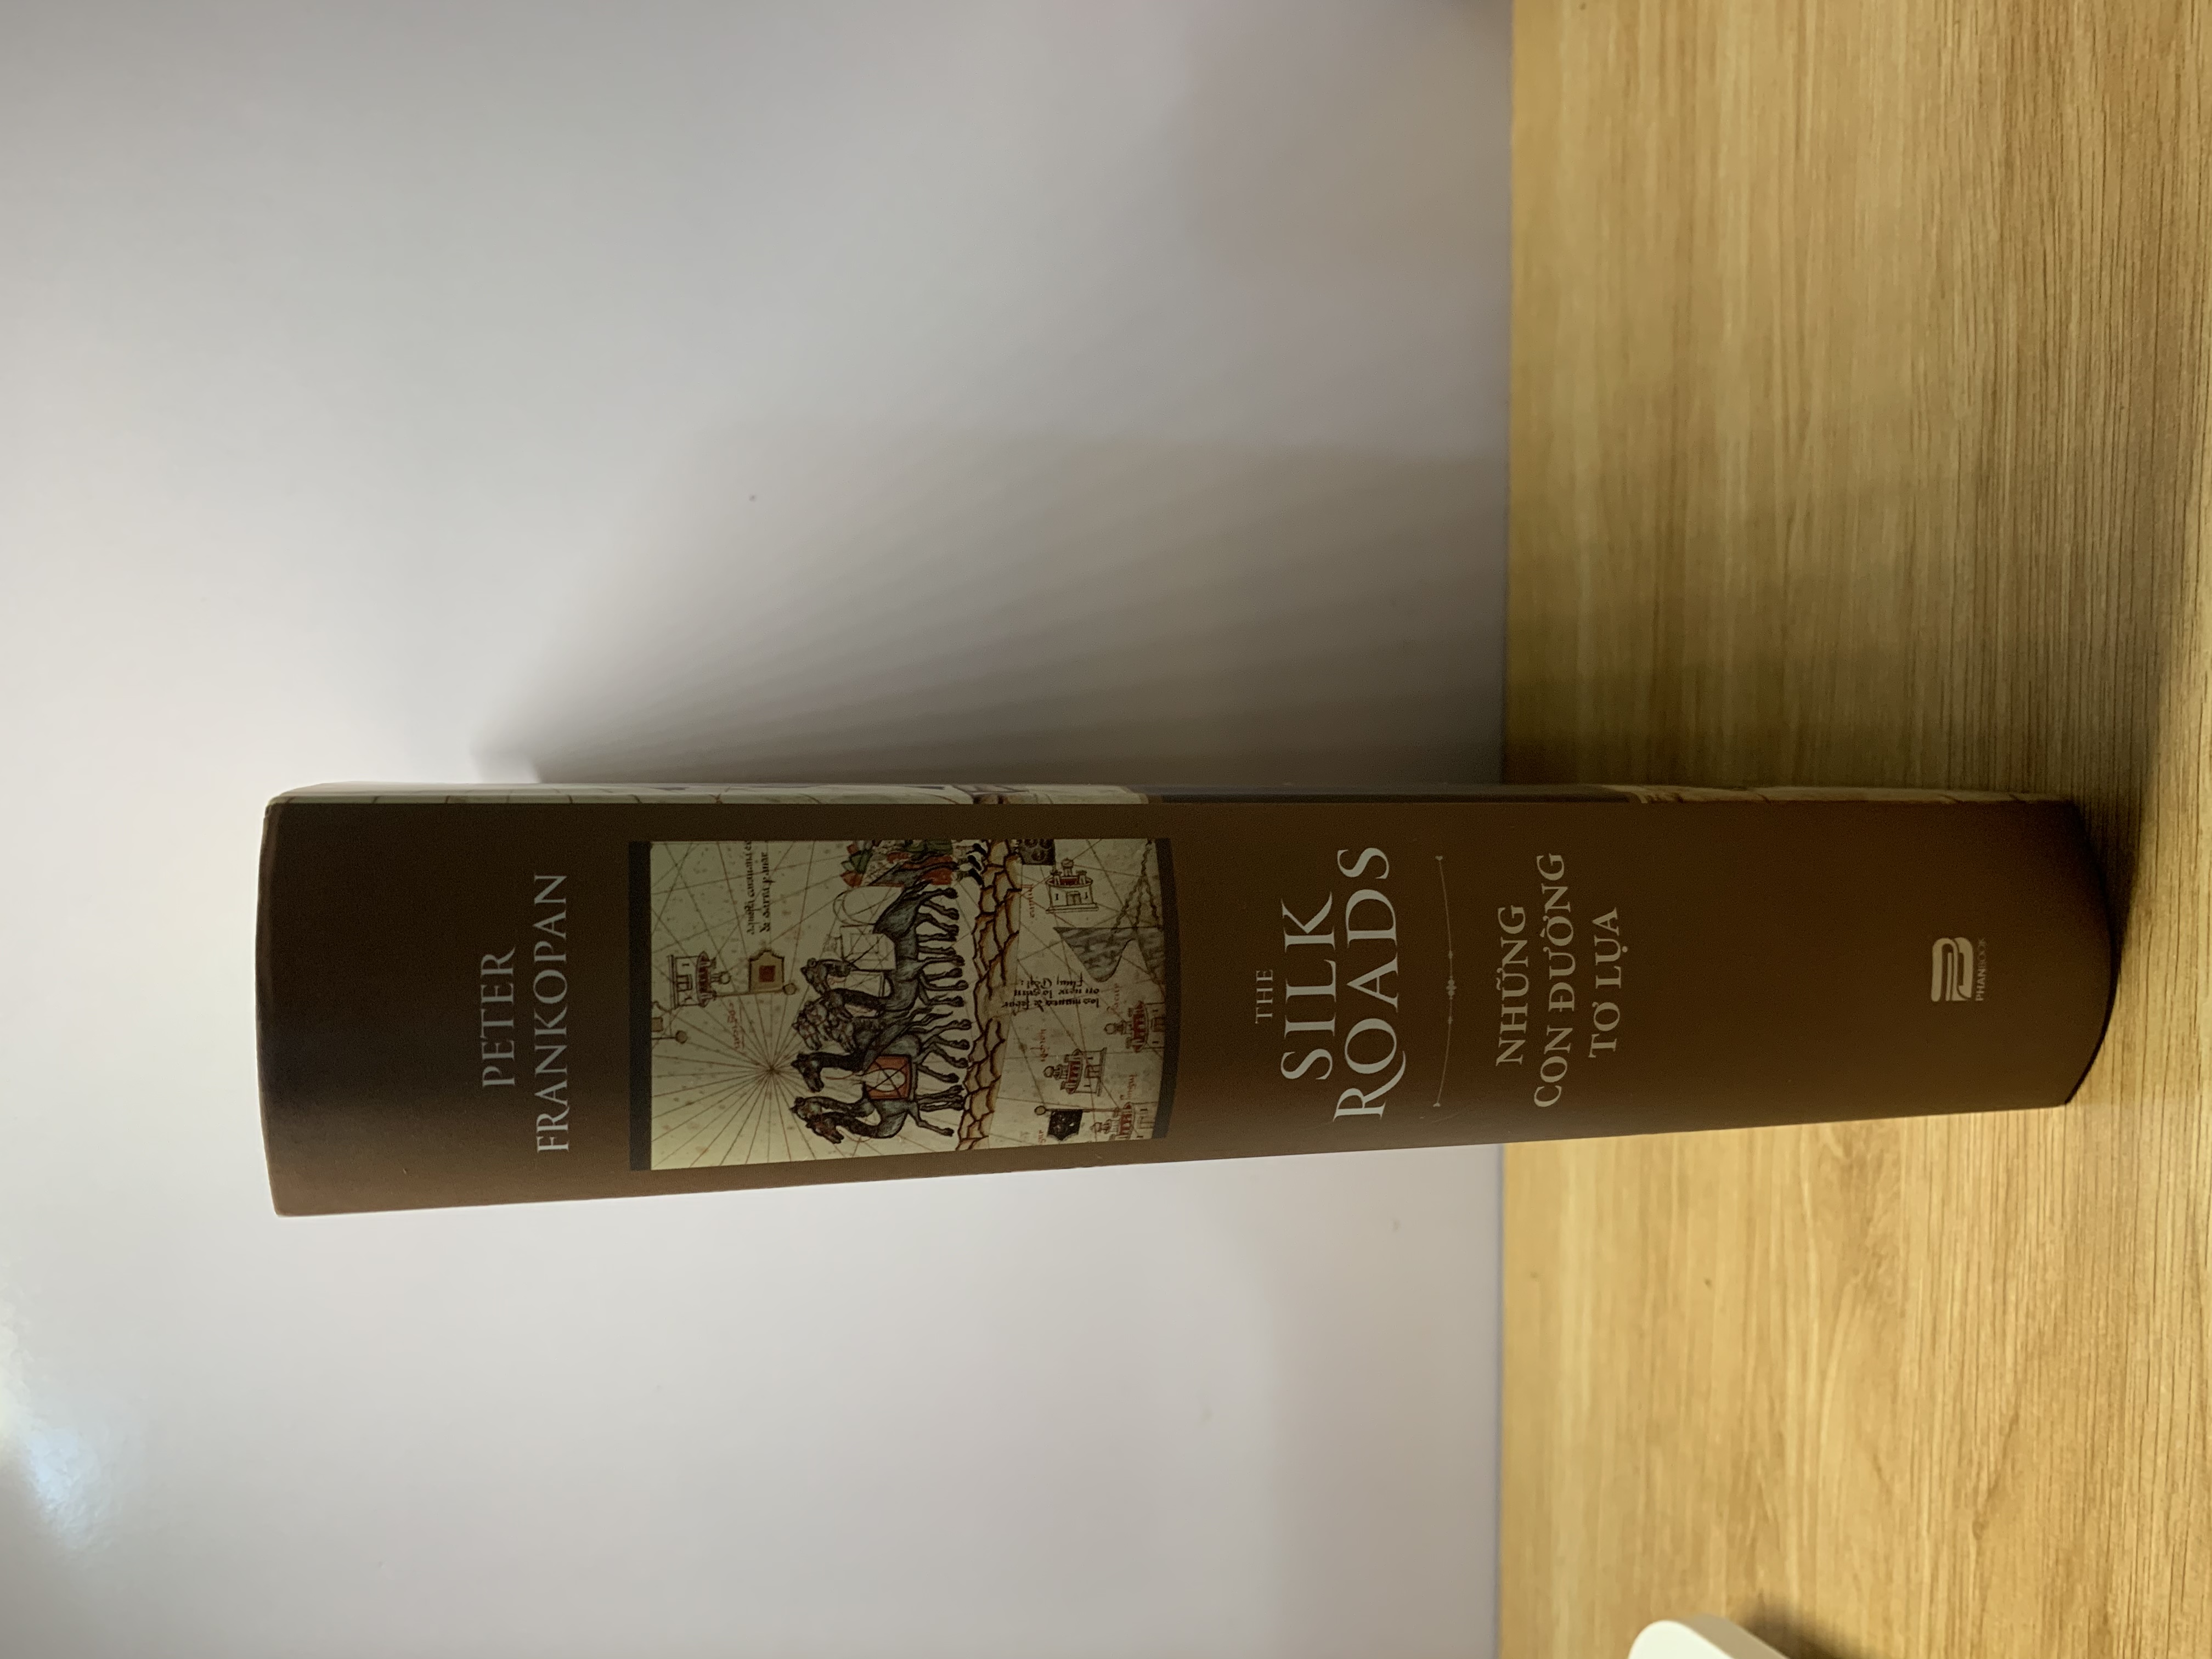 PETER
FRANKOPAN
THE
SILK
ROADS
NHỮNG
CON ĐƯỜNG
TƠ LỤA
PHANBOOK